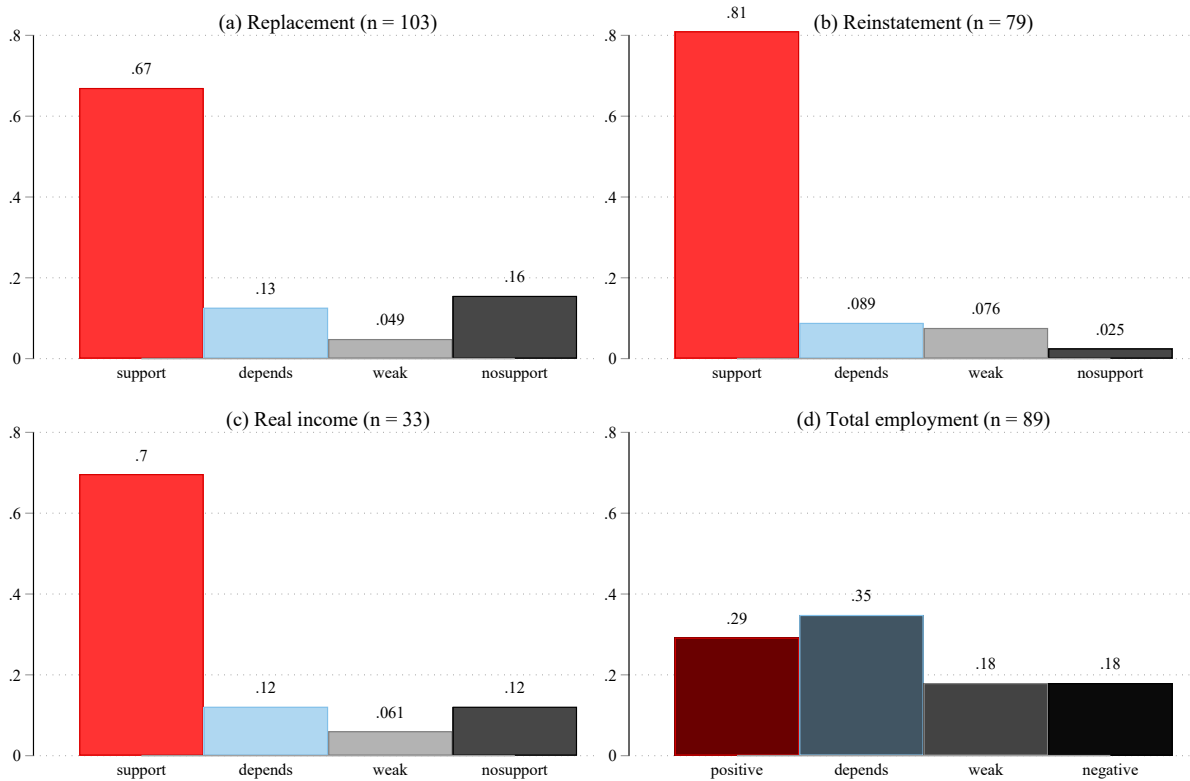 (a) Replacement (n = 103)
.8
.6
.4
.2
0
.67
.13
.049
.16
support
depends
weak
nosupport
(b) Reinstatement (n = 79)
.8
.6
.4
.2
0
.81
.089
.076
.025
support
depends
weak
nosupport
(c) Real income (n = 33)
.8
.6
.4
.2
0
.7
.12
.061
.12
support
depends
weak
nosupport
(d) Total employment (n = 89)
.8
.6
.4
.2
0
.29
.35
.18
.18
positive
depends
weak
negative